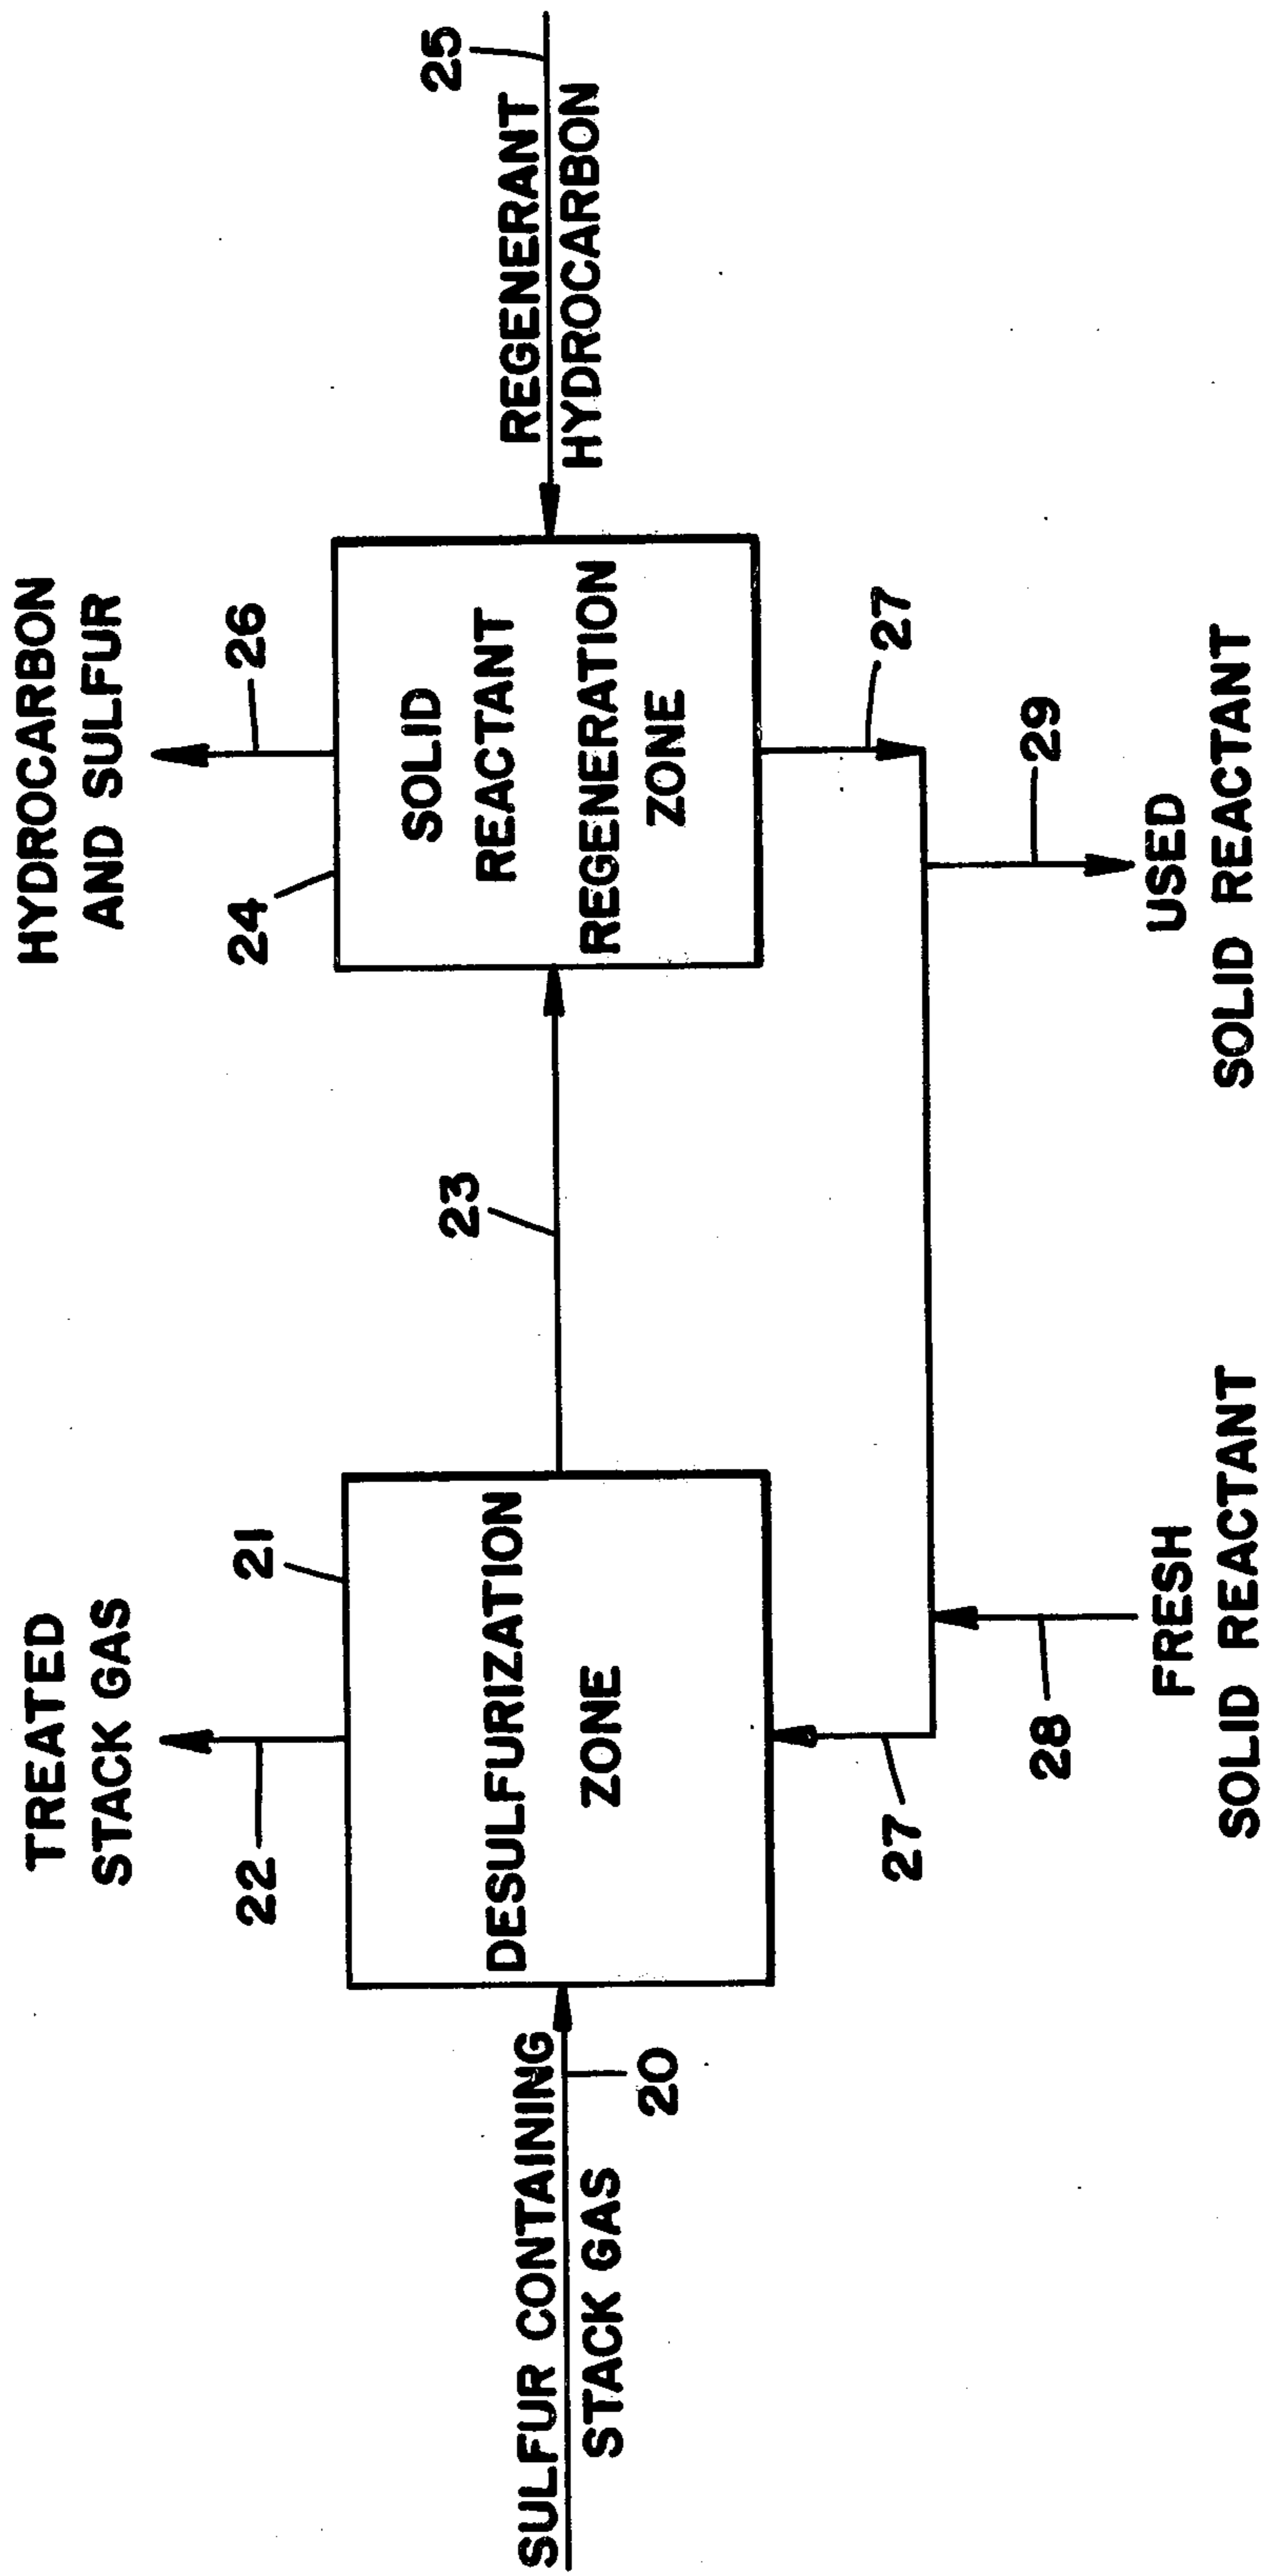 TREATED
STACK GAS
22
21
HYDROCARBON
AND SULFUR
24
26
SULFUR CONTAINING
STACK GAS
20
DESULFURIZATION
ZONE
23
SOLID
REACTANT
REGENERATION
ZONE
25
REGENERANT
HYDROCARBON
27
28
FRESH
SOLID REACTANT
27
29
USED
SOLID REACTANT